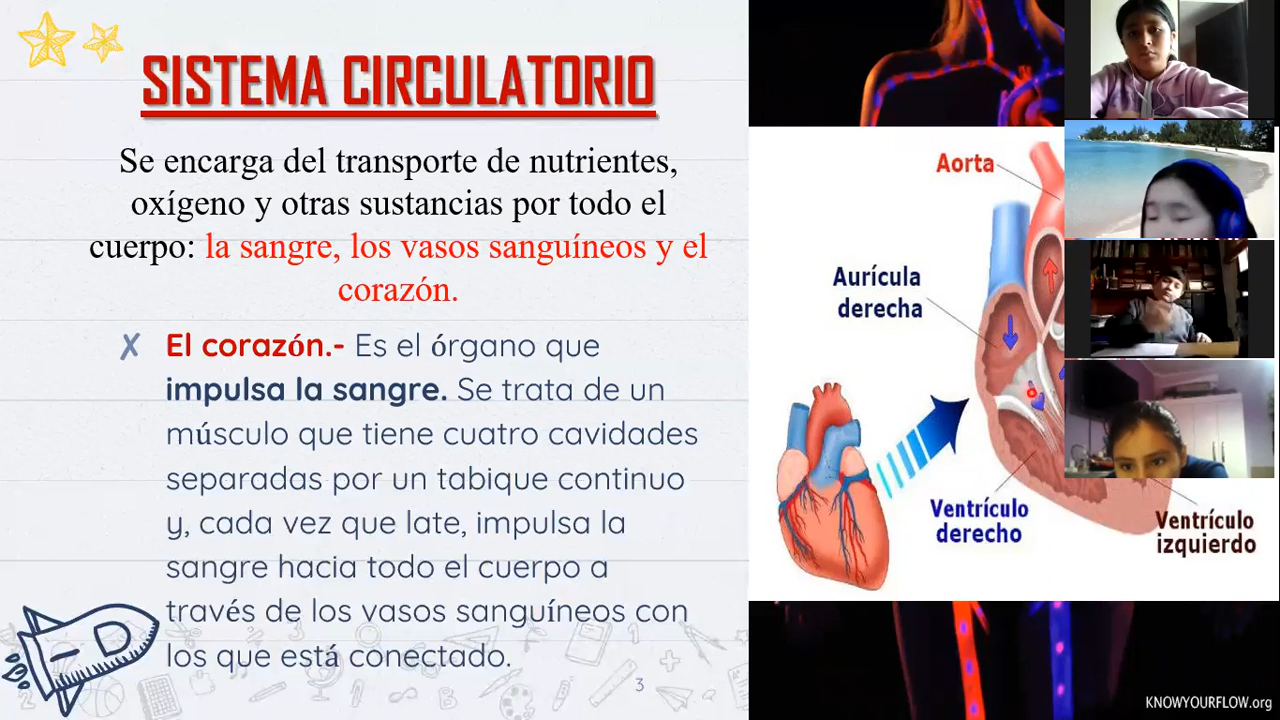 SISTEMA CIRCULATORIO
Se encarga del transporte de nutrientes,
oxígeno y otras sustancias por todo el
cuerpo: la sangre, los vasos sanguíneos y el
corazón.
✗ El corazón.- Es el órgano que
impulsa la sangre. Se trata de un
músculo que tiene cuatro cavidades
separadas por un tabique continuo
y, cada vez que late, impulsa la
sangre hacia todo el cuerpo a
través de los vasos sanguíneos con
los que está conectado.
3
Aorta
Aurícula
derecha
Ventrículo
derecho
Ventrículo
izquierdo
KNOWYOURFLOW.org